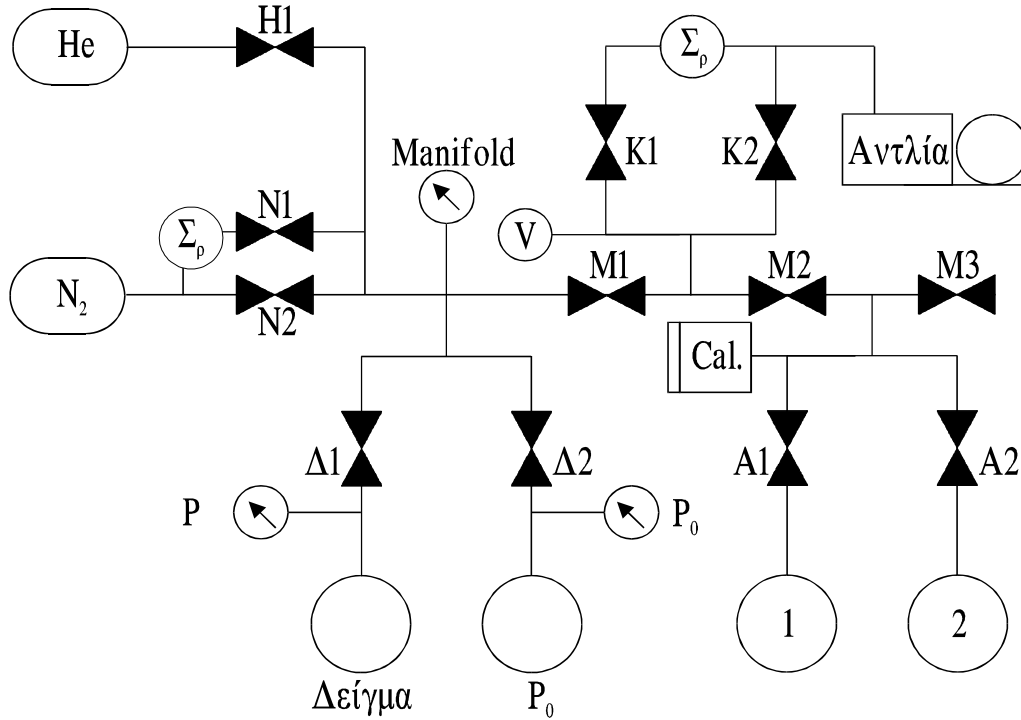 He
H1
Σρ
K1
K2
Αντλία
Manifold
N1
Σρ
V
N₂
N2
M1
M2
M3
Cal.
Δ1
Δ2
A1
A2
P
P₀
1
2
Δείγμα
P₀